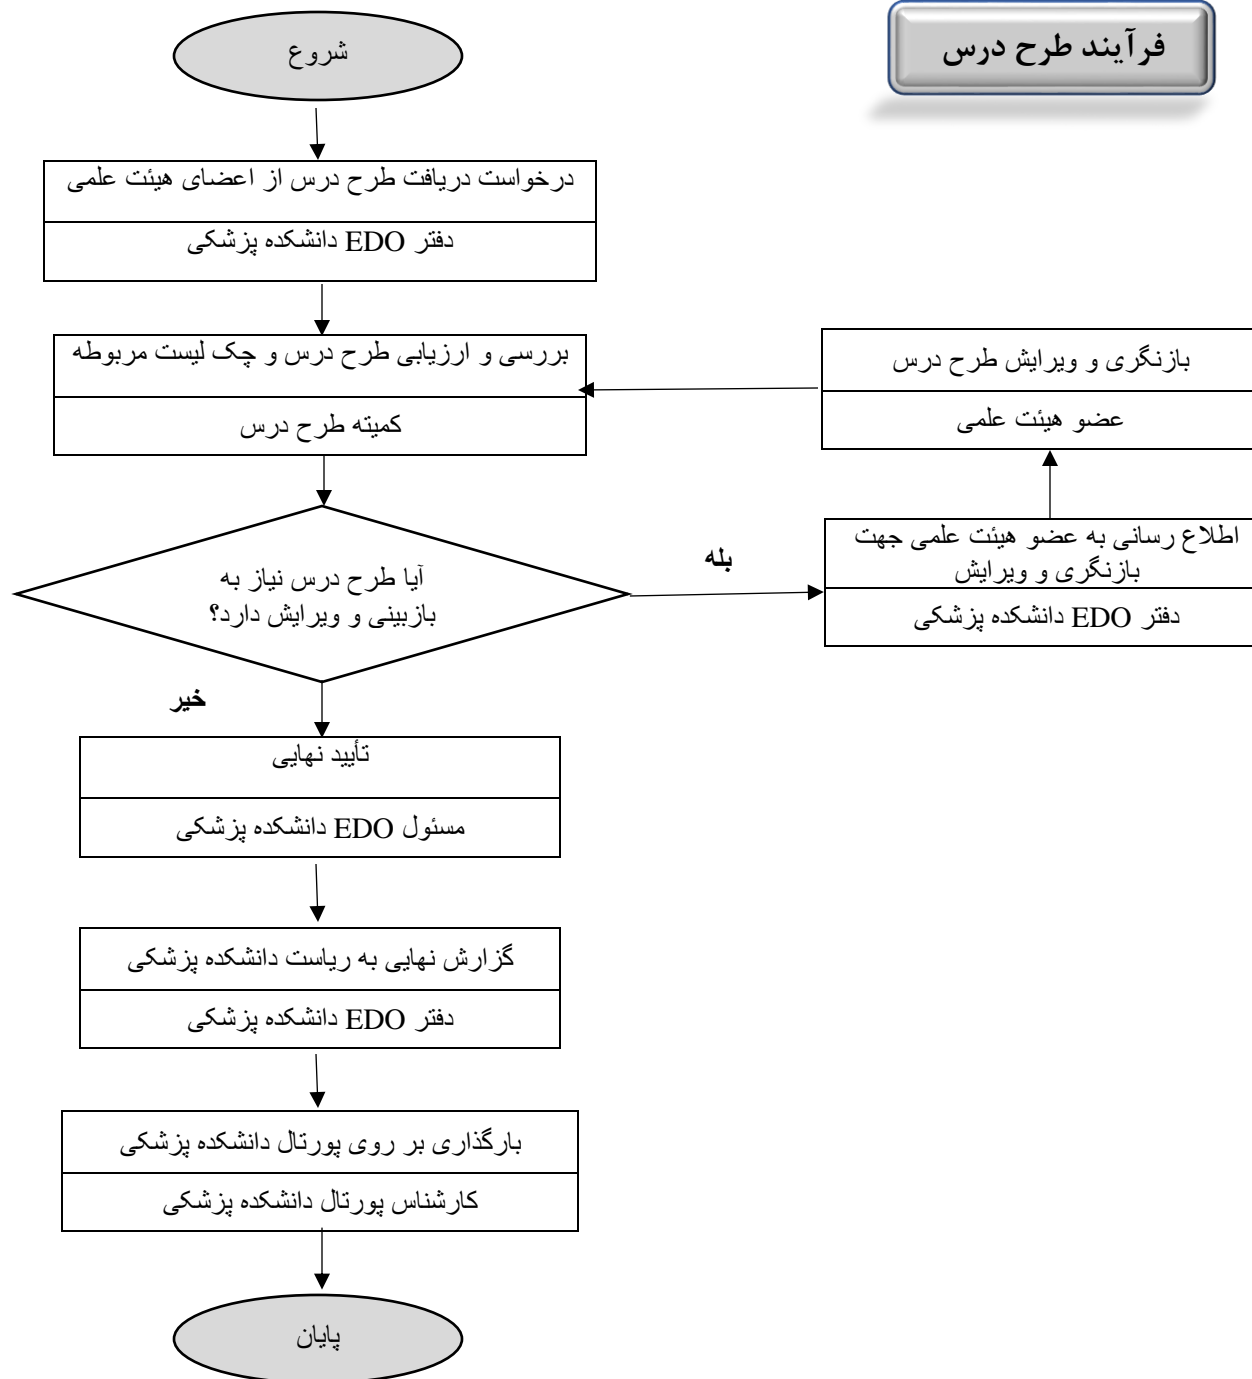 فرآیند طرح درس
شروع
درخواست دریافت طرح درس از اعضای هیئت علمی
دفتر EDO دانشکده پزشکی
بررسی و ارزیابی طرح درس و چک لیست مربوطه
کمیته طرح درس
آیا طرح درس نیاز به
بازبینی و ویرایش دارد؟
بله
اطلاع رسانی به عضو هیئت علمی جهت
بازنگری و ویرایش
دفتر EDO دانشکده پزشکی
بازنگری و ویرایش طرح درس
عضو هیئت علمی
خیر
تأیید نهایی
مسئول EDO دانشکده پزشکی
گزارش نهایی به ریاست دانشکده پزشکی
دفتر EDO دانشکده پزشکی
بارگذاری بر روی پورتال دانشکده پزشکی
کارشناس پورتال دانشکده پزشکی
پایان